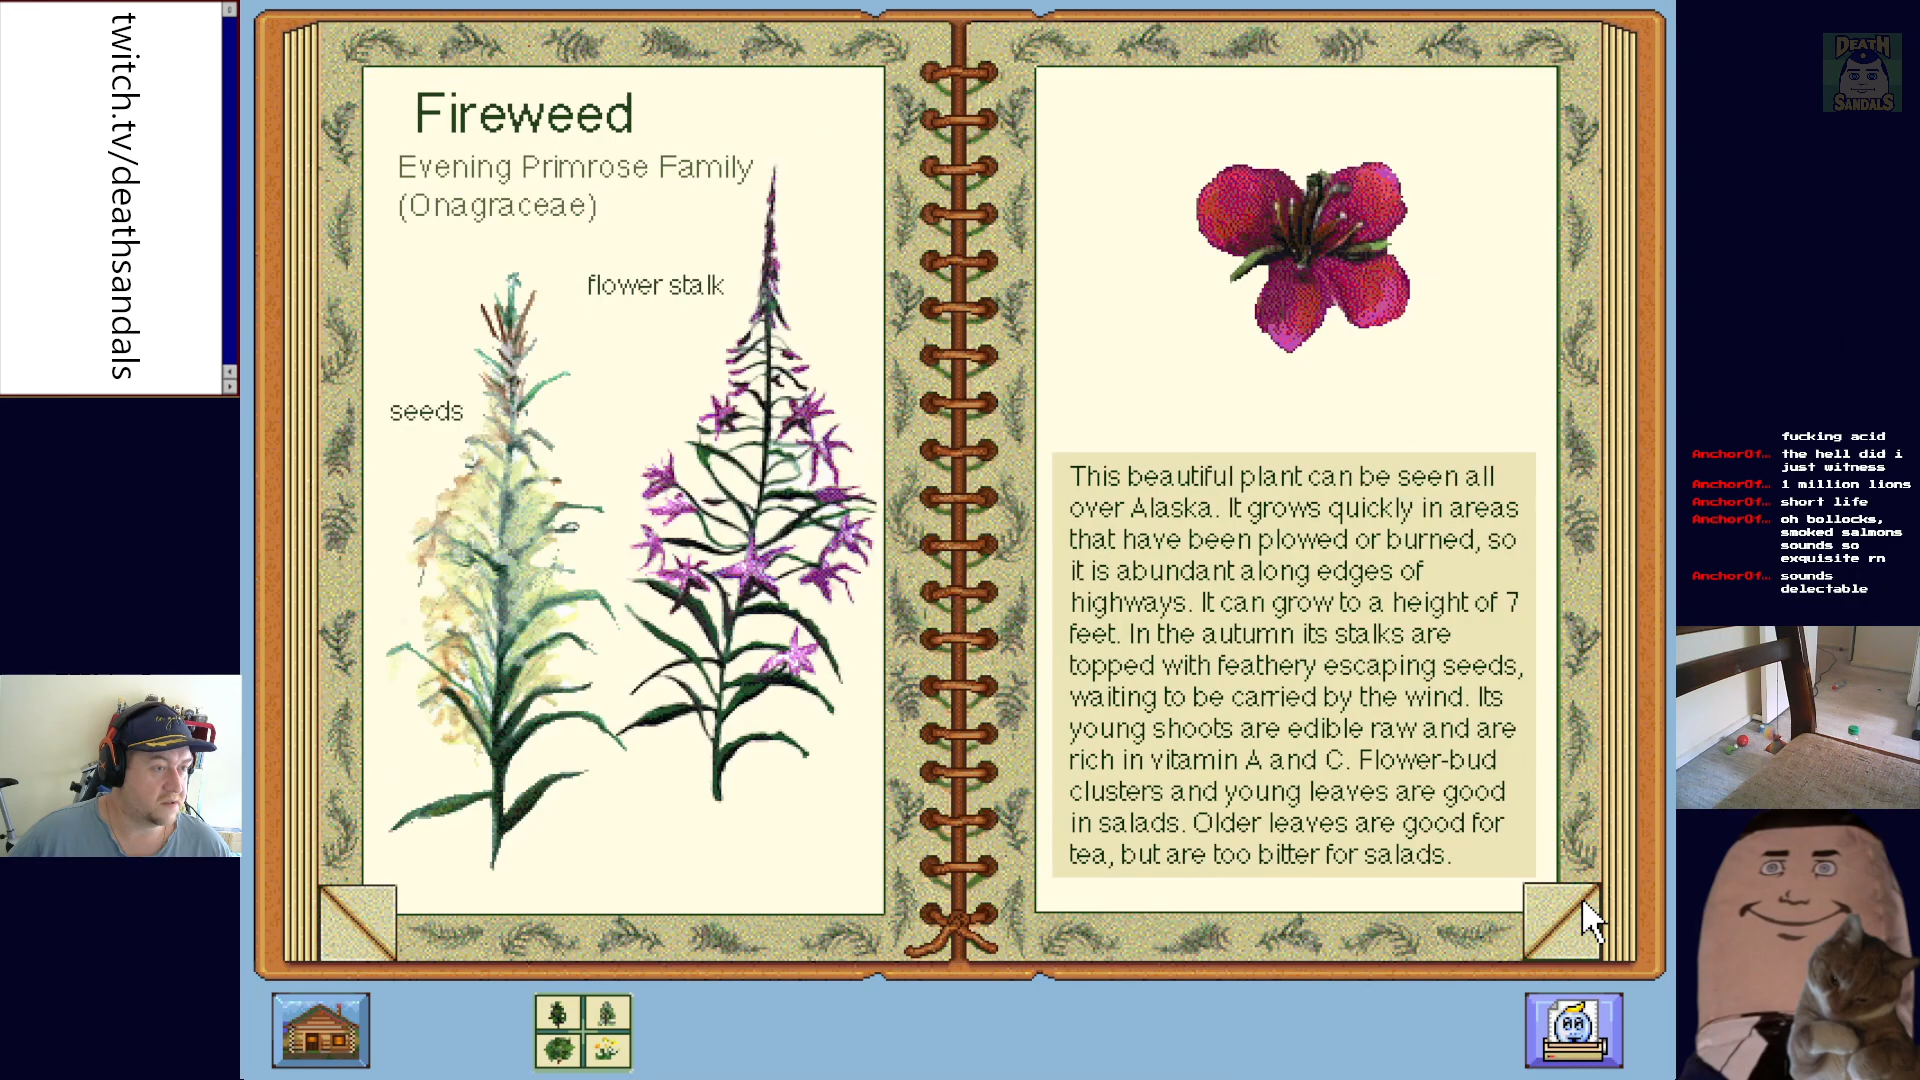 twitch.tv/deathsandals
Fireweed
Evening Primrose Family
(Onagraceae)
flower stalk
seeds
This beautiful plant can be seen all
over Alaska. It grows quickly in areas
that have been plowed or burned, so
it is abundant along edges of
highways. It can grow to a height of 7
feet. In the autumn its stalks are
topped with feathery escaping seeds,
waiting to be carried by the wind. Its
young shoots are edible raw and are
rich in vitamin A and C. Flower-bud
clusters and young leaves are good
in salads. Older leaves are good for
tea, but are too bitter for salads.
DEATH
SANDALS
fucking acid
AnchorOf… the hell did i
just witness
AnchorOf… 1 million lions
AnchorOf… short life
AnchorOf… oh bollocks,
smoked salmons
sounds so
exquisite rn
AnchorOf… sounds
delectable